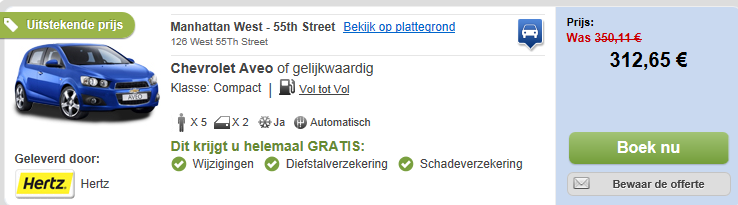 Uitstekende prijs
Manhattan West - 55th Street Bekijk op plattegrond
126 West 55Th Street
Chevrolet Aveo of gelijkwaardig
Klasse: Compact | Vol tot Vol
X 5 X 2 Ja Automatisch
Dit krijgt u helemaal GRATIS:
Wijzigingen Diefstalverzekering Schadeverzekering
AVEO
Geleverd door:
Hertz. Hertz
Prijs:
Was 350,11 €
312,65 €
Boek nu
Bewaar de offerte